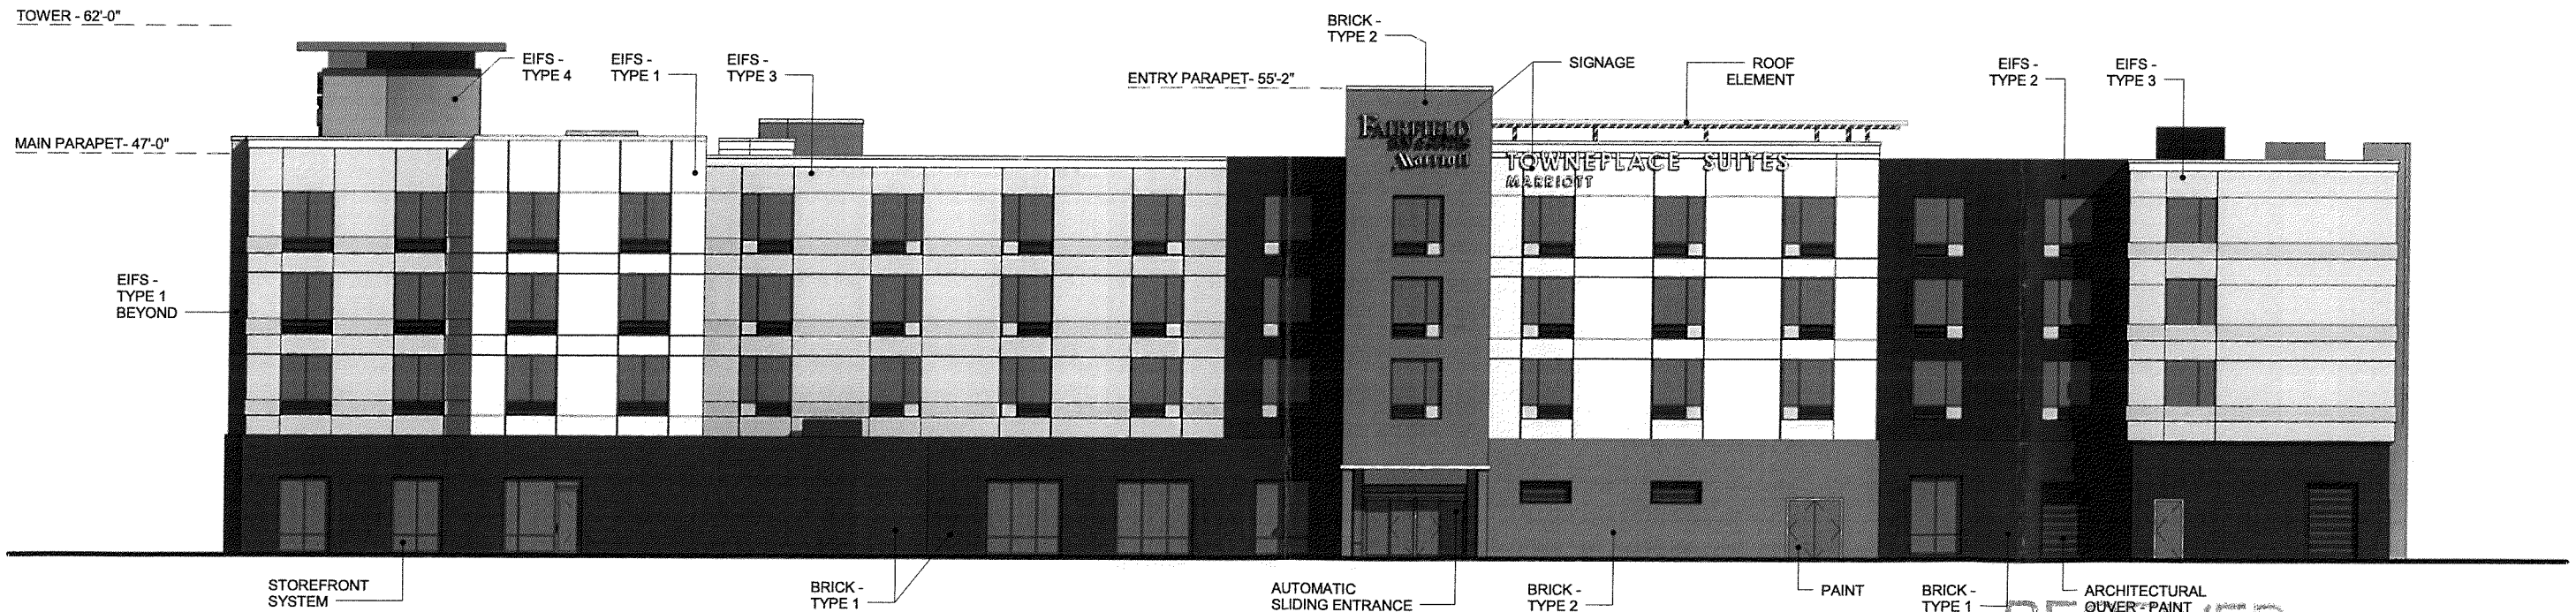 TOWER - 62'-0"
BRICK -
TYPE 2
EIFS -
TYPE 4
EIFS -
TYPE 1
EIFS -
TYPE 3
ENTRY PARAPET- 55'-2"
SIGNAGE
ROOF
ELEMENT
EIFS -
TYPE 2
EIFS -
TYPE 3
MAIN PARAPET- 47'-0"
FAIRFIELD
Marriott
TOWNEPLACE SUITES
MARRIOTT
EIFS -
TYPE 1
BEYOND
STOREFRONT
SYSTEM
BRICK -
TYPE 1
AUTOMATIC
SLIDING ENTRANCE
BRICK -
TYPE 2
PAINT
BRICK -
TYPE 1
ARCHITECTURAL